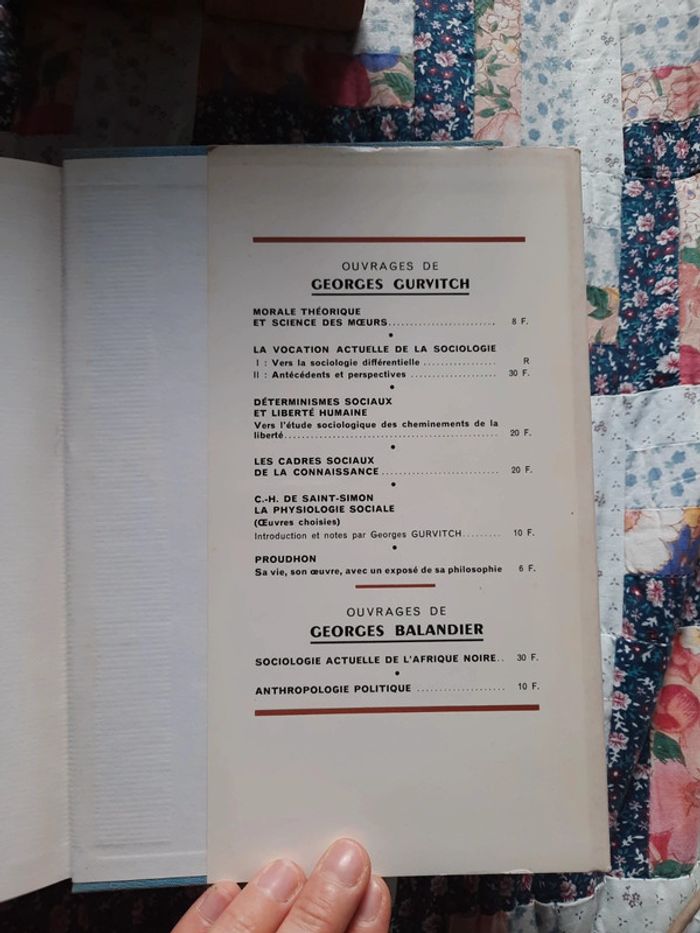 OUVRAGES DE
GEORGES GURVITCH
MORALE THÉORIQUE
ET SCIENCE DES MŒURS........................... 8 F.
•
LA VOCATION ACTUELLE DE LA SOCIOLOGIE
I : Vers la sociologie différentielle .................. R
II : Antécédents et perspectives ..................... 30 F.
•
DÉTERMINISMES SOCIAUX
ET LIBERTÉ HUMAINE
Vers l'étude sociologique des cheminements de la
liberté...................................................... 20 F.
•
LES CADRES SOCIAUX
DE LA CONNAISSANCE............................. 20 F.
•
C.-H. DE SAINT-SIMON
LA PHYSIOLOGIE SOCIALE
(Œuvres choisies)
Introduction et notes par Georges GURVITCH......... 10 F.
•
PROUDHON
Sa vie, son œuvre, avec un exposé de sa philosophie 6 F.
OUVRAGES DE
GEORGES BALANDIER
SOCIOLOGIE ACTUELLE DE L'AFRIQUE NOIRE.. 30 F.
•
ANTHROPOLOGIE POLITIQUE ..................... 10 F.